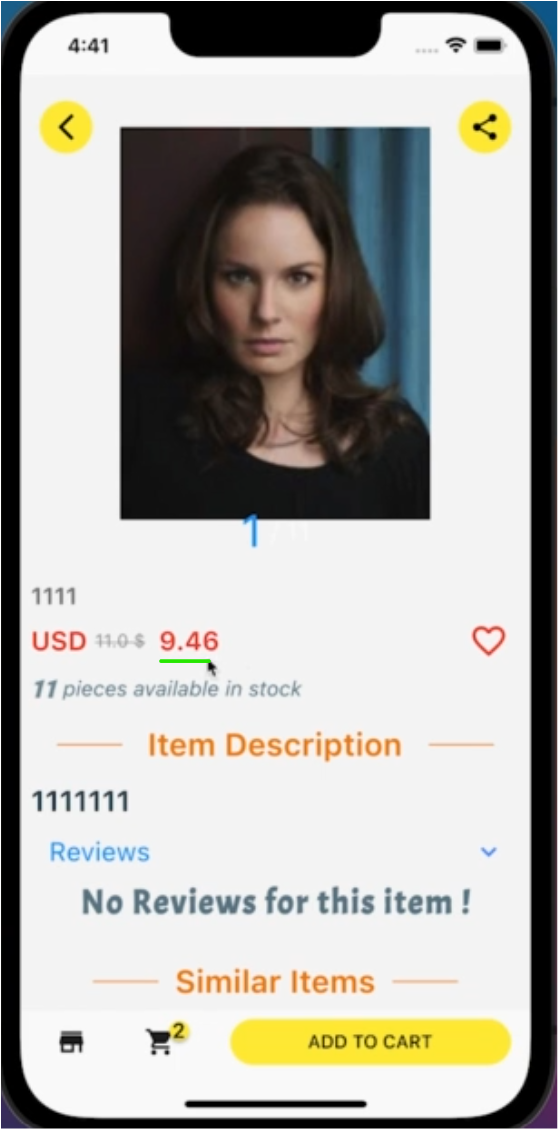 4:41
1 / 11
1111
USD 11.0 $ 9.46
11 pieces available in stock
Item Description
1111111
Reviews
No Reviews for this item !
Similar Items
2
ADD TO CART